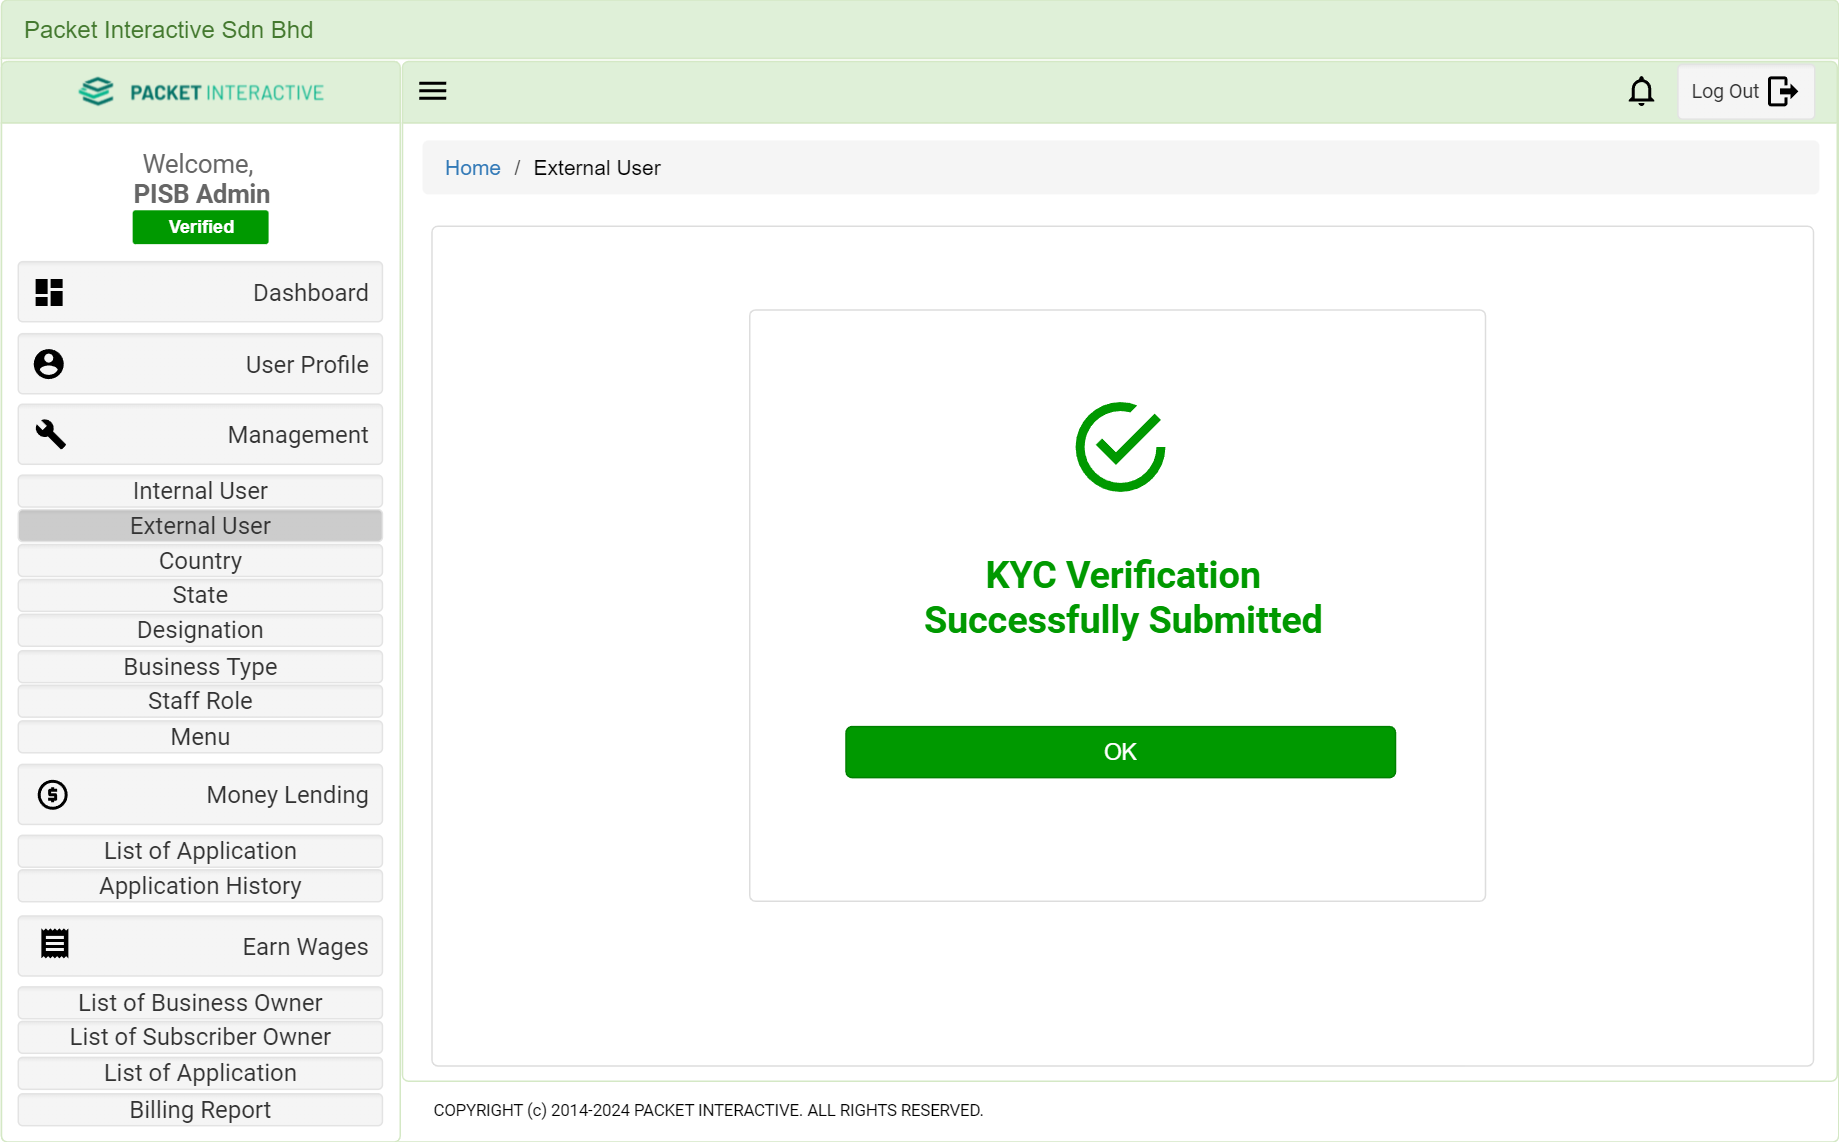 Packet Interactive Sdn Bhd
PACKET INTERACTIVE
Log Out
Welcome,
PISB Admin
Verified
Dashboard
User Profile
Management
Internal User
External User
Country
State
Designation
Business Type
Staff Role
Menu
Money Lending
List of Application
Application History
Earn Wages
List of Business Owner
List of Subscriber Owner
List of Application
Billing Report
Home / External User
KYC Verification
Successfully Submitted
OK
COPYRIGHT (c) 2014-2024 PACKET INTERACTIVE. ALL RIGHTS RESERVED.